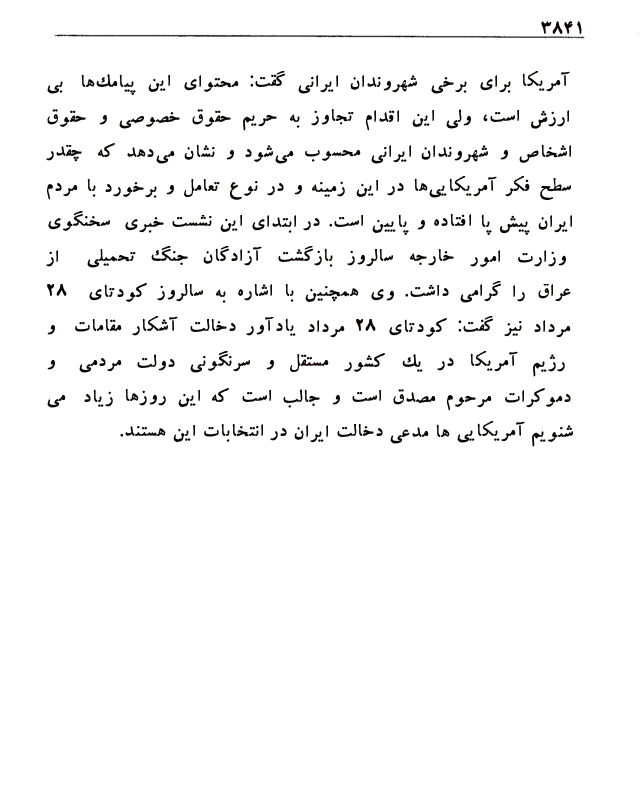 ۳۸۴۱
آمریکا برای برخی شهروندان ایرانی گقت: محتوای این پیامك‌ها بی
ارزش است، ولی این اقدام تجاوز به حریم حقوق خصوصی و حقوق
اشخاص و شهروندان ایرانی محسوب می‌شود و نشان می‌دهد که چقدر
سطح فکر آمریکایی‌ها در این زمینه و در نوع تعامل و برخورد با مردم
ایران پیش پا افتاده و پایین است. در ابتدای این نشست خبری سخنگوی
وزارت امور خارجه سالروز بازگشت آزادگان جنگ تحمیلی از
عراق را گرامی داشت. وی همچنین با اشاره به سالروز کودتای ۲۸
مرداد نیز گفت: کودتای ۲۸ مرداد یادآور دخالت آشکار مقامات و
رژیم آمریکا در یك کشور مستقل و سرنگونی دولت مردمی و
دموکرات مرحوم مصدق است و جالب است که این روزها زیاد می
شنویم آمریکایی ها مدعی دخالت ایران در انتخابات این هستند.